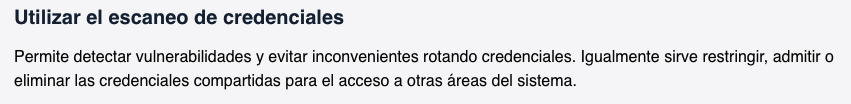 Utilizar el escaneo de credenciales
Permite detectar vulnerabilidades y evitar inconvenientes rotando credenciales. Igualmente sirve restringir, admitir o
eliminar las credenciales compartidas para el acceso a otras áreas del sistema.